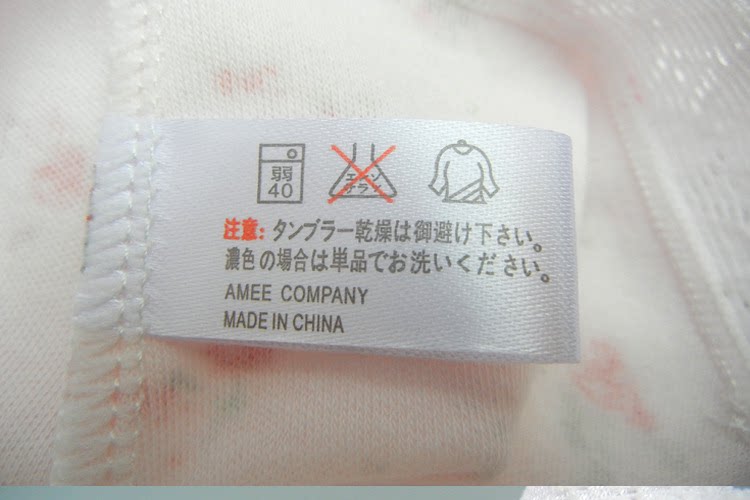 弱
40
エンソ
サラシ
注意: タンブラー乾燥は御避け下さい。
濃色の場合は単品でお洗いください。
AMEE COMPANY
MADE IN CHINA